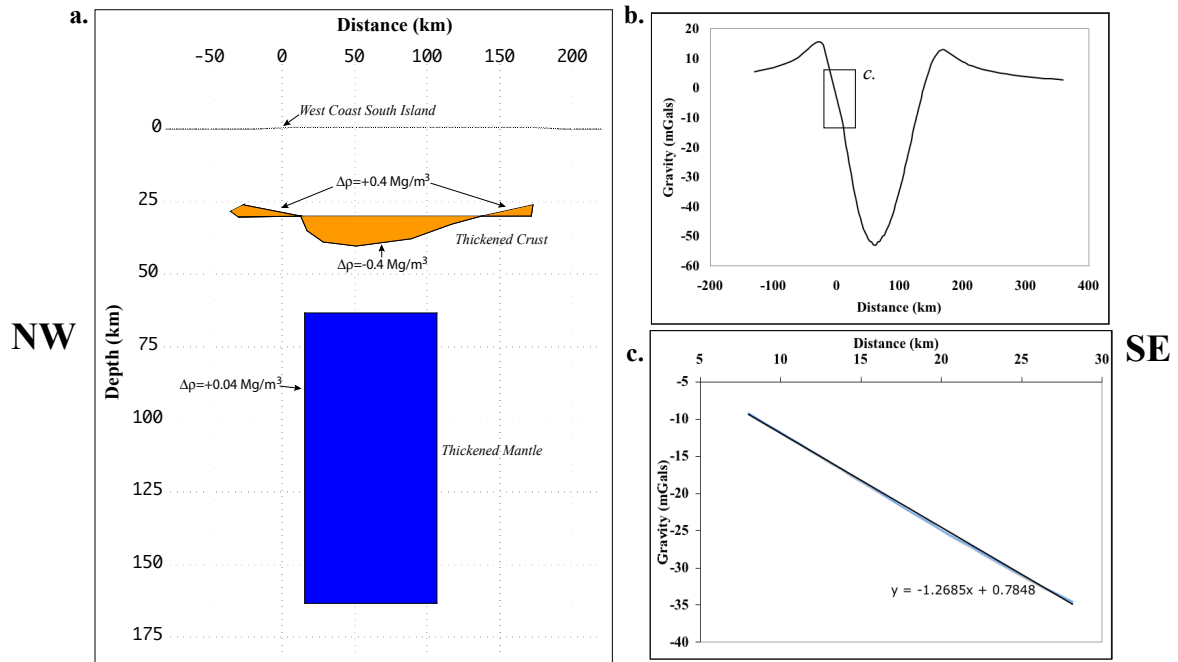 a.
Distance (km)
-50 0 50 100 150 200
West Coast South Island
0
Δρ=+0.4 Mg/m³
25
Thickened Crust
Δρ=-0.4 Mg/m³
50
Depth (km)
75
Δρ=+0.04 Mg/m³
100
Thickened Mantle
125
150
175
NW
b.
20
10
0
-10
-20
-30
-40
-50
-60
Gravity (mGals)
c.
-200 -100 0 100 200 300 400
Distance (km)
c.
Distance (km)
5 10 15 20 25 30
-5
-10
-15
-20
-25
-30
-35
-40
Gravity (mGals)
y = -1.2685x + 0.7848
SE